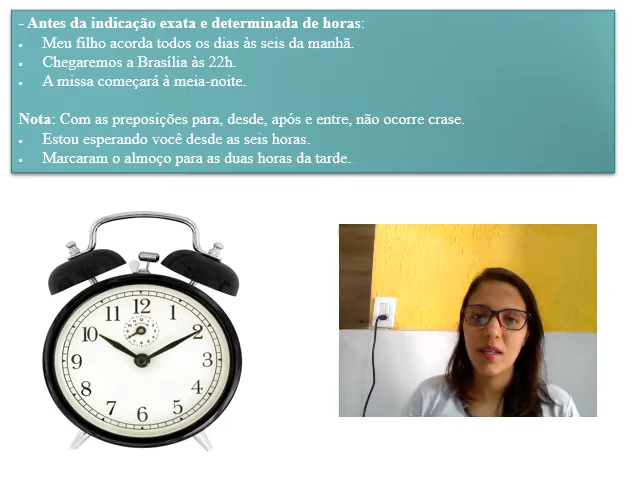 - Antes da indicação exata e determinada de horas:
• Meu filho acorda todos os dias às seis da manhã.
• Chegaremos a Brasília às 22h.
• A missa começará à meia-noite.
Nota: Com as preposições para, desde, após e entre, não ocorre crase.
• Estou esperando você desde as seis horas.
• Marcaram o almoço para as duas horas da tarde.
12
1
2
3
4
5
6
7
8
9
10